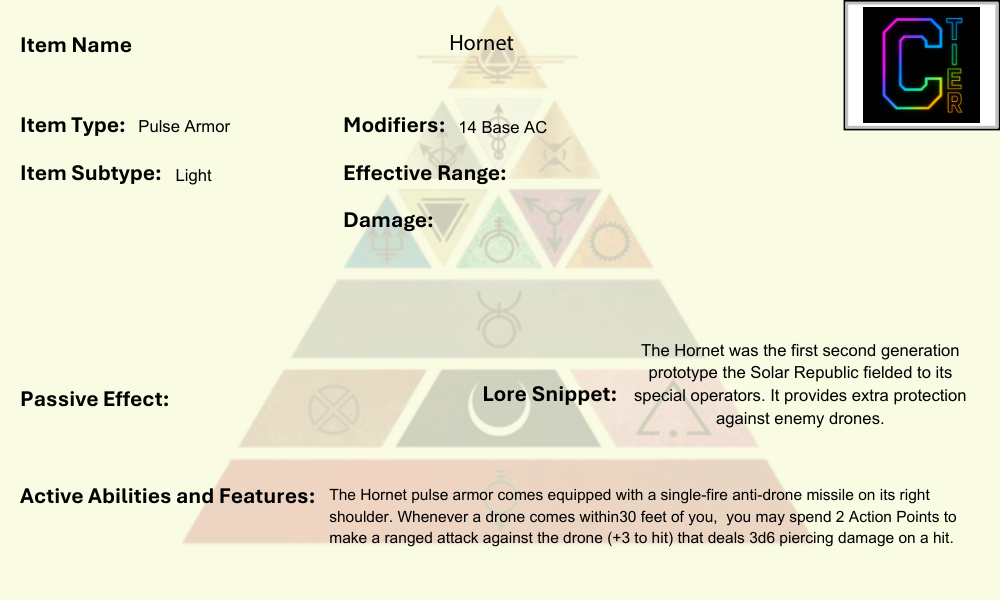 Item Name
Hornet
C TIER
Item Type: Pulse Armor
Modifiers: 14 Base AC
Item Subtype: Light
Effective Range:
Damage:
Passive Effect:
Lore Snippet:
The Hornet was the first second generation
prototype the Solar Republic fielded to its
special operators. It provides extra protection
against enemy drones.
Active Abilities and Features:
The Hornet pulse armor comes equipped with a single-fire anti-drone missile on its right
shoulder. Whenever a drone comes within30 feet of you,  you may spend 2 Action Points to
make a ranged attack against the drone (+3 to hit) that deals 3d6 piercing damage on a hit.